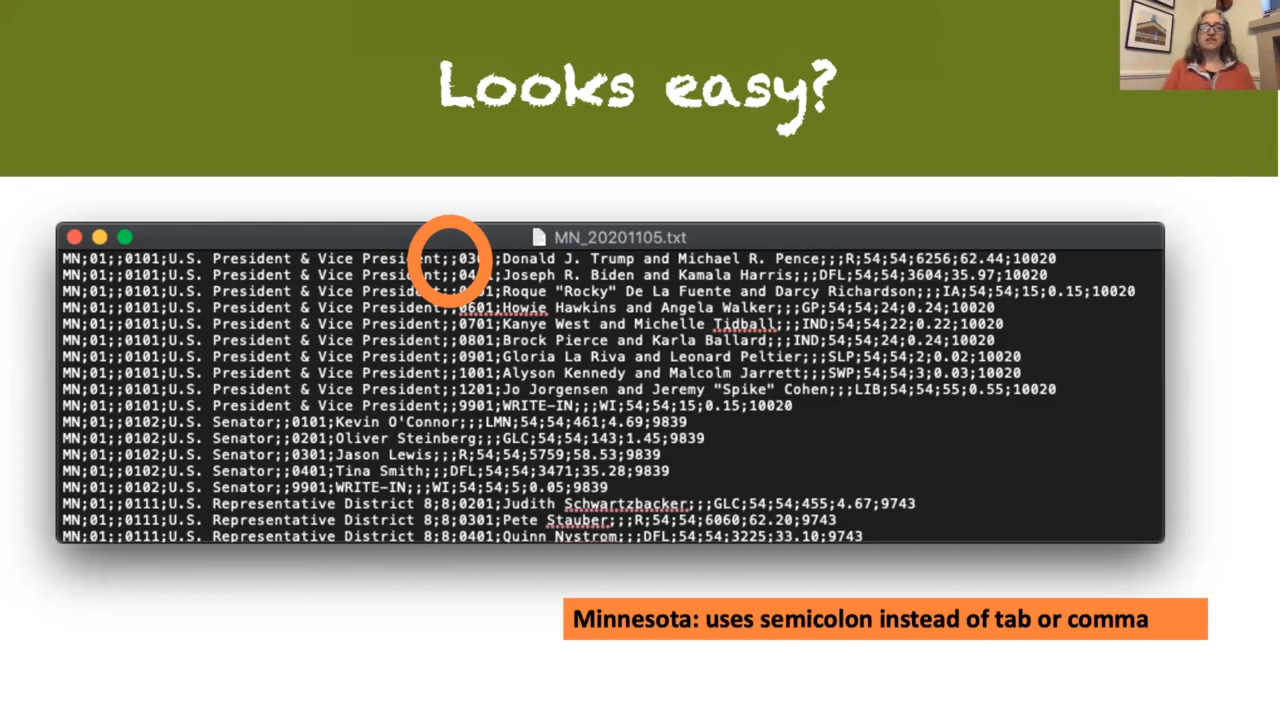 Looks easy?
MN_20201105.txt
MN;01;;0101;U.S. President & Vice President;;0301;Donald J. Trump and Michael R. Pence;;;R;54;54;6256;62.44;10020
MN;01;;0101;U.S. President & Vice President;;0401;Joseph R. Biden and Kamala Harris;;;DFL;54;54;3604;35.97;10020
MN;01;;0101;U.S. President & Vice President;;0501;Roque "Rocky" De La Fuente and Darcy Richardson;;;IA;54;54;15;0.15;10020
MN;01;;0101;U.S. President & Vice President;;0601;Howie Hawkins and Angela Walker;;;GP;54;54;24;0.24;10020
MN;01;;0101;U.S. President & Vice President;;0701;Kanye West and Michelle Tidball;;;IND;54;54;22;0.22;10020
MN;01;;0101;U.S. President & Vice President;;0801;Brock Pierce and Karla Ballard;;;IND;54;54;24;0.24;10020
MN;01;;0101;U.S. President & Vice President;;0901;Gloria La Riva and Leonard Peltier;;;SLP;54;54;2;0.02;10020
MN;01;;0101;U.S. President & Vice President;;1001;Alyson Kennedy and Malcolm Jarrett;;;SWP;54;54;3;0.03;10020
MN;01;;0101;U.S. President & Vice President;;1201;Jo Jorgensen and Jeremy "Spike" Cohen;;;LIB;54;54;55;0.55;10020
MN;01;;0101;U.S. President & Vice President;;9901;WRITE-IN;;;WI;54;54;15;0.15;10020
MN;01;;0102;U.S. Senator;;0101;Kevin O'Connor;;;LMN;54;54;461;4.69;9839
MN;01;;0102;U.S. Senator;;0201;Oliver Steinberg;;;GLC;54;54;143;1.45;9839
MN;01;;0102;U.S. Senator;;0301;Jason Lewis;;;R;54;54;5759;58.53;9839
MN;01;;0102;U.S. Senator;;0401;Tina Smith;;;DFL;54;54;3471;35.28;9839
MN;01;;0102;U.S. Senator;;9901;WRITE-IN;;;WI;54;54;5;0.05;9839
MN;01;;0111;U.S. Representative District 8;8;0201;Judith Schwartzbacker;;;GLC;54;54;455;4.67;9743
MN;01;;0111;U.S. Representative District 8;8;0301;Pete Stauber;;;R;54;54;6060;62.20;9743
MN;01;;0111;U.S. Representative District 8;8;0401;Quinn Nystrom;;;DFL;54;54;3225;33.10;9743
Minnesota: uses semicolon instead of tab or comma